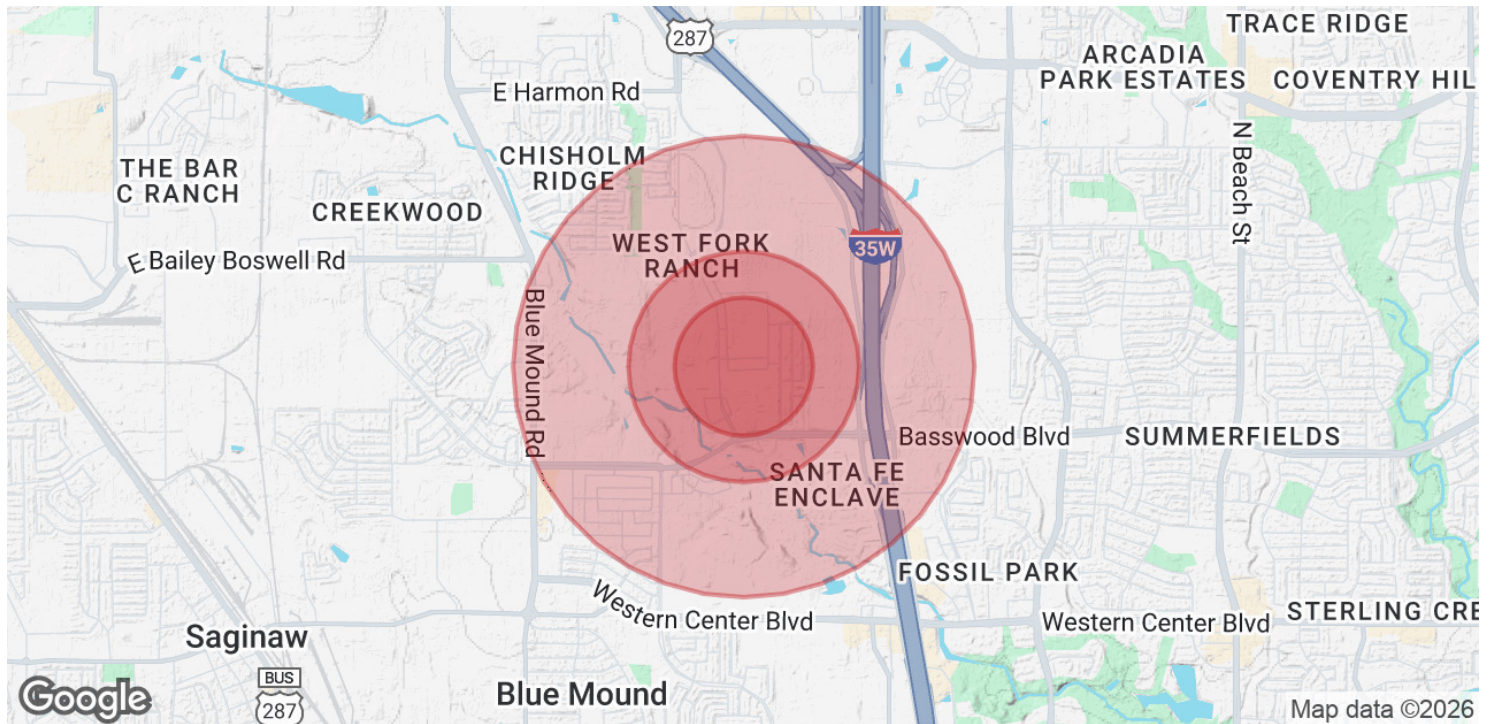 TRACE RIDGE
287
ARCADIA
PARK ESTATES
COVENTRY HIL
E Harmon Rd
N Beach St
CHISHOLM
RIDGE
THE BAR
C RANCH
CREEKWOOD
WEST FORK
RANCH
35W
E Bailey Boswell Rd
Blue Mound Rd
Basswood Blvd
SUMMERFIELDS
SANTA FE
ENCLAVE
FOSSIL PARK
Western Center Blvd
Western Center Blvd
STERLING CRE
Saginaw
BUS
287
Blue Mound
Google
Map data ©2026